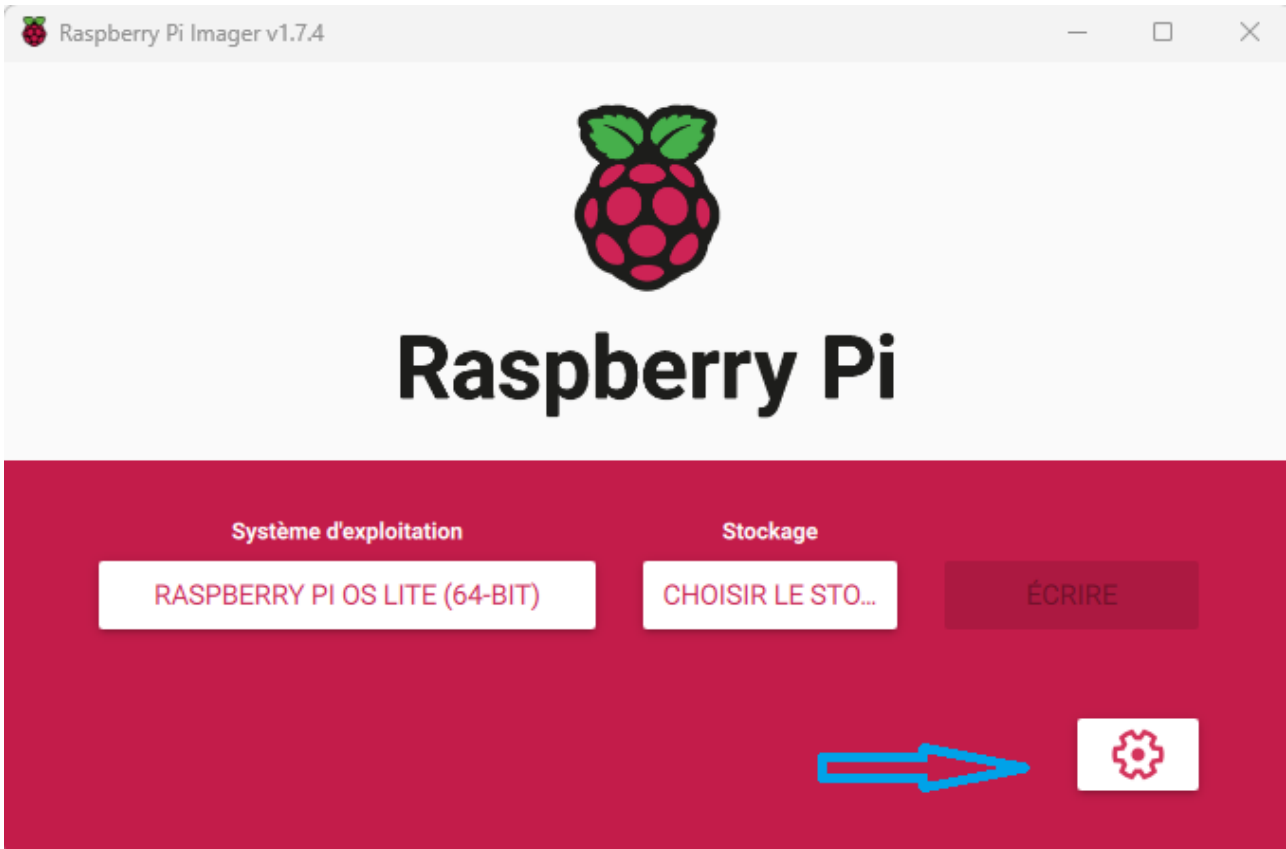 Raspberry Pi Imager v1.7.4
Raspberry Pi
Système d'exploitation
Stockage
RASPBERRY PI OS LITE (64-BIT)
CHOISIR LE STO...
ÉCRIRE